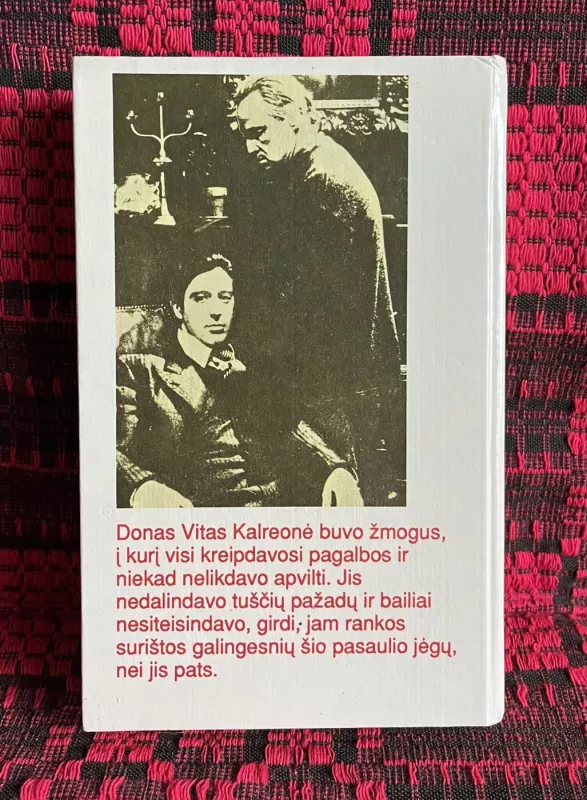 Donas Vitas Kalreonė buvo žmogus,
į kurį visi kreipdavosi pagalbos ir
niekad nelikdavo apvilti. Jis
nedalindavo tuščių pažadų ir bailiai
nesiteisindavo, girdi, jam rankos
surištos galingesnių šio pasaulio jėgų,
nei jis pats.